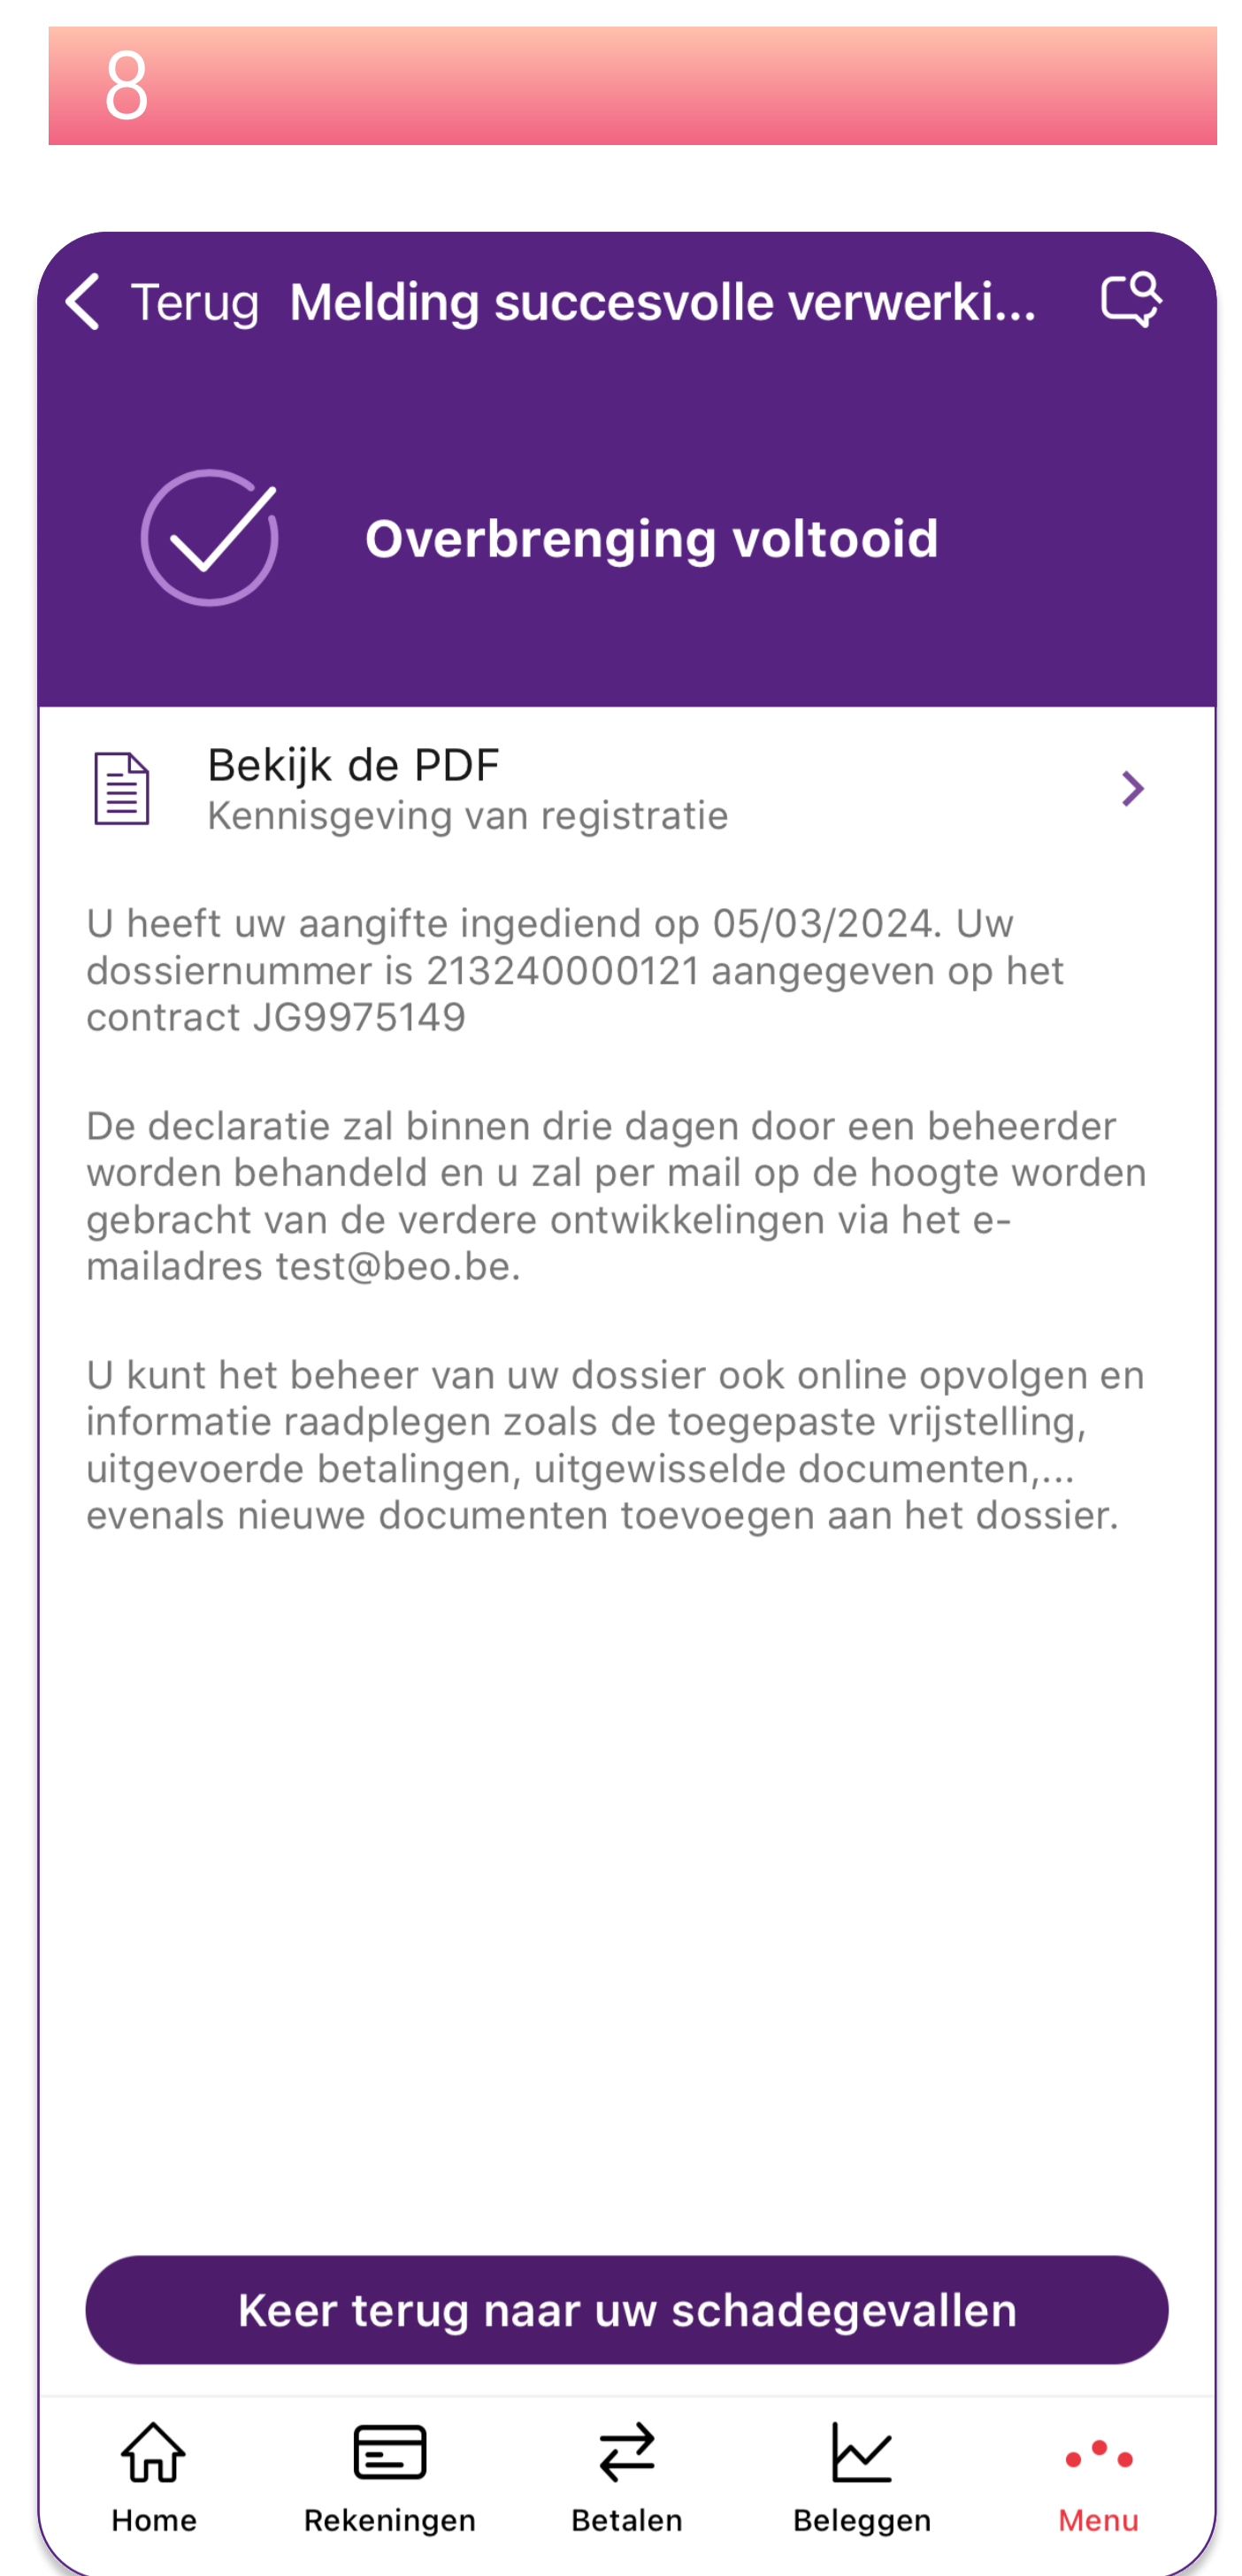 8
Terug Melding succesvolle verwerki...
Overbrenging voltooid
Bekijk de PDF
Kennisgeving van registratie
U heeft uw aangifte ingediend op 05/03/2024. Uw
dossiernummer is 213240000121 aangegeven op het
contract JG9975149
De declaratie zal binnen drie dagen door een beheerder
worden behandeld en u zal per mail op de hoogte worden
gebracht van de verdere ontwikkelingen via het e-
mailadres test@beo.be.
U kunt het beheer van uw dossier ook online opvolgen en
informatie raadplegen zoals de toegepaste vrijstelling,
uitgevoerde betalingen, uitgewisselde documenten,...
evenals nieuwe documenten toevoegen aan het dossier.
Keer terug naar uw schadegevallen
Home Rekeningen Betalen Beleggen Menu